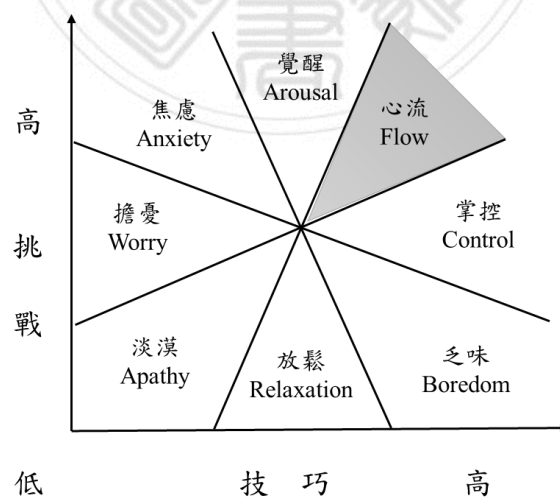 覺醒
Arousal
焦慮
Anxiety
心流
Flow
高
擔憂
Worry
掌控
Control
挑
戰
淡漠
Apathy
放鬆
Relaxation
乏味
Boredom
低
技 巧
高